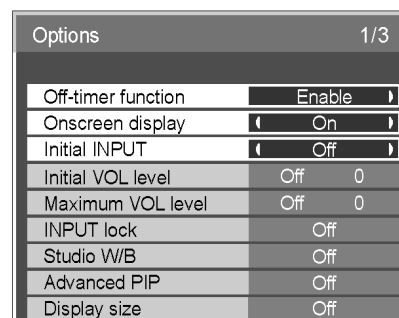 Options 1/3
Off-timer function Enable
Onscreen display On
Initial INPUT Off
Initial VOL level Off 0
Maximum VOL level Off 0
INPUT lock Off
Studio W/B Off
Advanced PIP Off
Display size Off